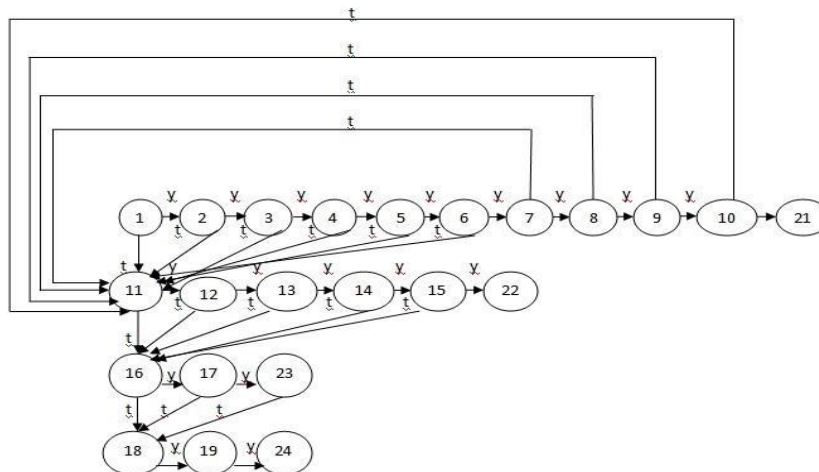 t
t
t
t
y y y y y y y y y
1 2 3 4 5 6 7 8 9 10 21
t t t t t
t y y y y y
11 12 13 14 15 22
t t t t
t
16 y 17 y 23
t t t
18 y 19 y 24